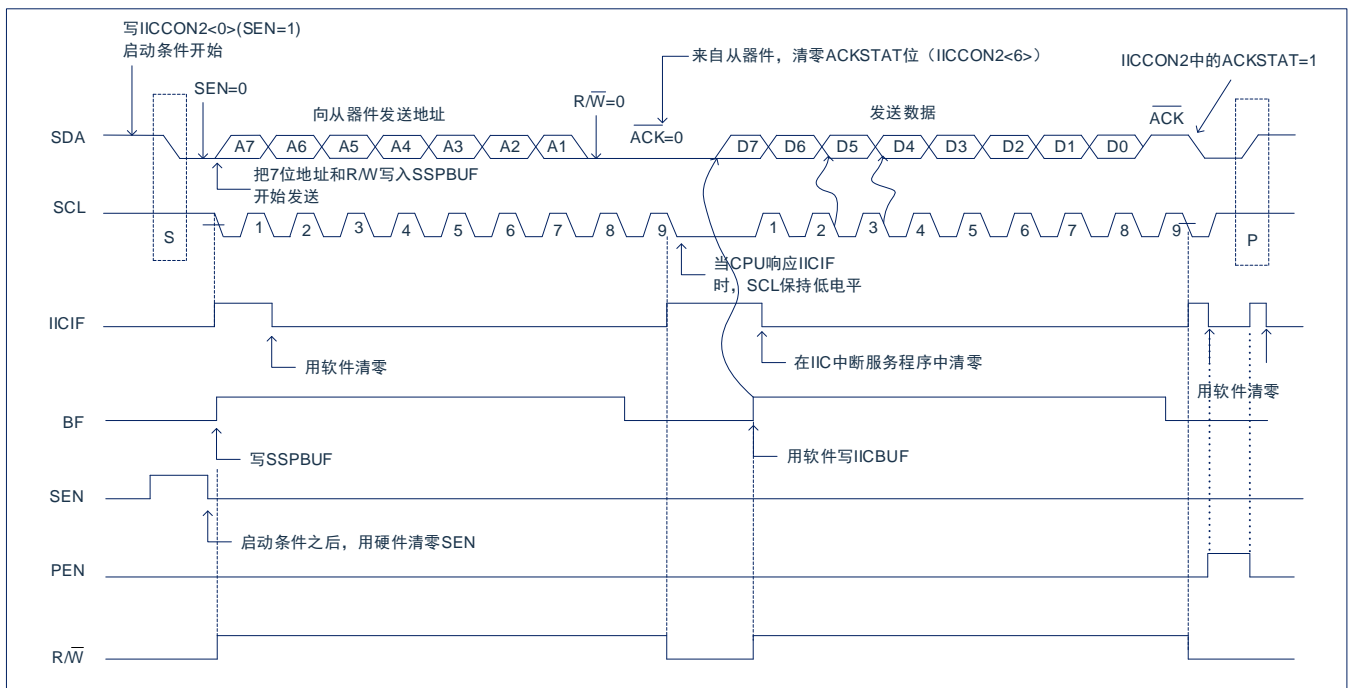 写IICCON2<0>(SEN=1)
启动条件开始
来自从器件，清零ACKSTAT位（IICCON2<6>）
IICCON2中的ACKSTAT=1
SEN=0
向从器件发送地址
R/W=0
发送数据
ACK
SDA
A7 A6 A5 A4 A3 A2 A1
ACK=0
D7 D6 D5 D4 D3 D2 D1 D0
把7位地址和R/W写入SSPBUF
开始发送
SCL
S
1 2 3 4 5 6 7 8 9
1 2 3 4 5 6 7 8 9
P
当CPU响应IICIF
时，SCL保持低电平
IICIF
用软件清零
在IIC中断服务程序中清零
用软件清零
BF
写SSPBUF
用软件写IICBUF
SEN
启动条件之后，用硬件清零SEN
PEN
R/W